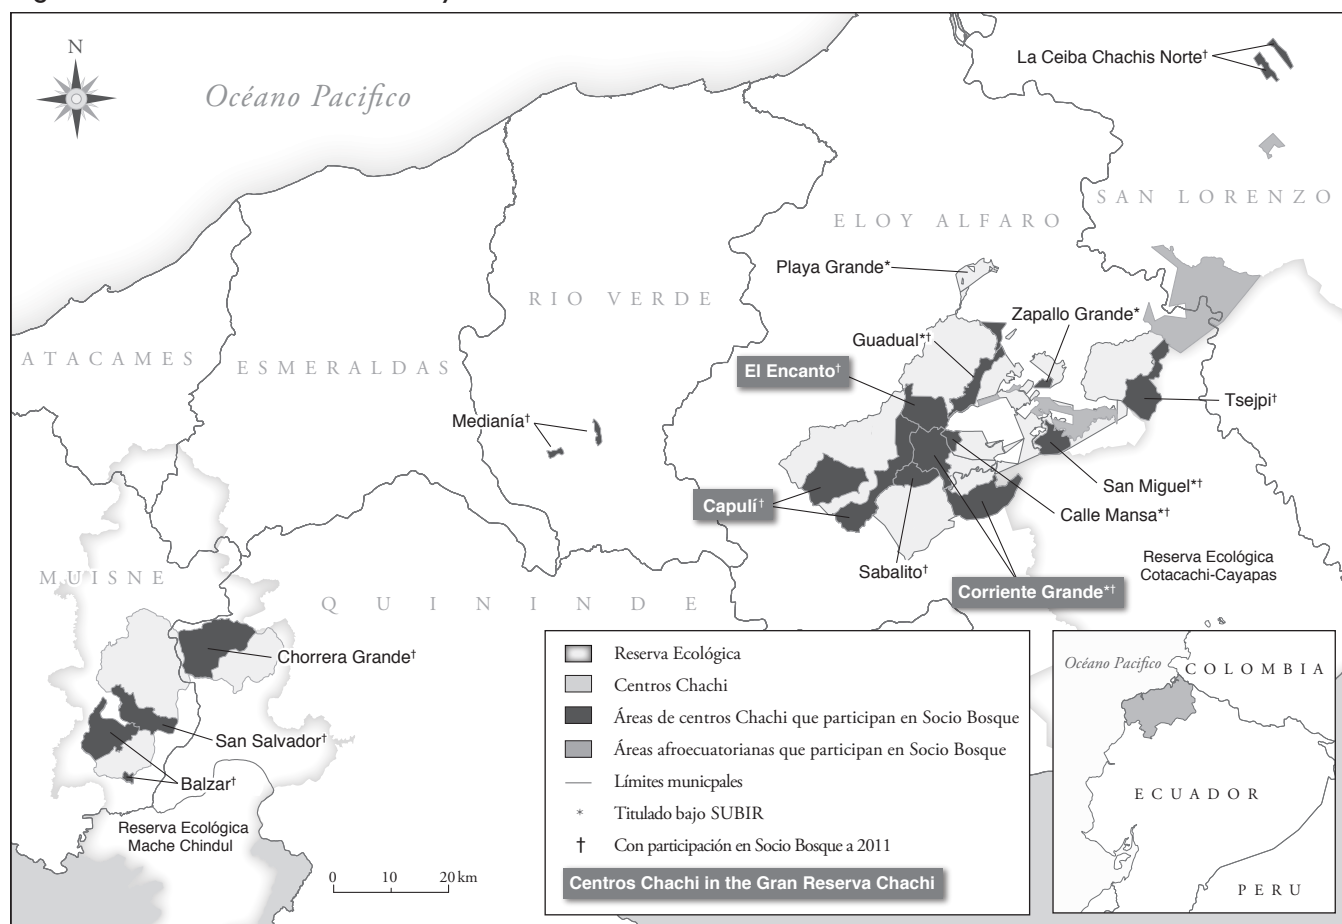 N
Océano Pacifico
La Ceiba Chachis Norte†
SAN LORENZO
ELOY ALFARO
Playa Grande*
RIO VERDE
Zapallo Grande*
Guadual*†
ATACAMES
ESMERALDAS
El Encanto†
Tsejpi†
Medianía†
San Miguel*†
Capulí†
Calle Mansa*†
Reserva Ecológica
Cotacachi-Cayapas
Sabalito†
Corriente Grande*†
MUISNE
QUININDE
Chorrera Grande†
San Salvador†
Balzar†
Reserva Ecológica
Mache Chindul
0 10 20 km
Reserva Ecológica
Centros Chachi
Áreas de centros Chachi que participan en Socio Bosque
Áreas afroecuatorianas que participan en Socio Bosque
Límites municpales
* Titulado bajo SUBIR
† Con participación en Socio Bosque a 2011
Centros Chachi in the Gran Reserva Chachi
Océano Pacifico
COLOMBIA
ECUADOR
PERU